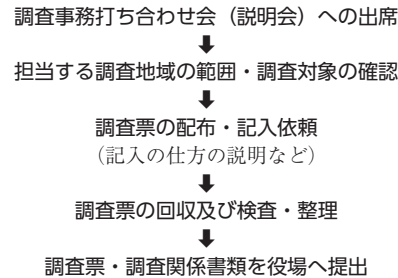 調査事務打ち合わせ会（説明会）への出席
⬇
担当する調査地域の範囲・調査対象の確認
⬇
調査票の配布・記入依頼
（記入の仕方の説明など）
⬇
調査票の回収及び検査・整理
⬇
調査票・調査関係書類を役場へ提出